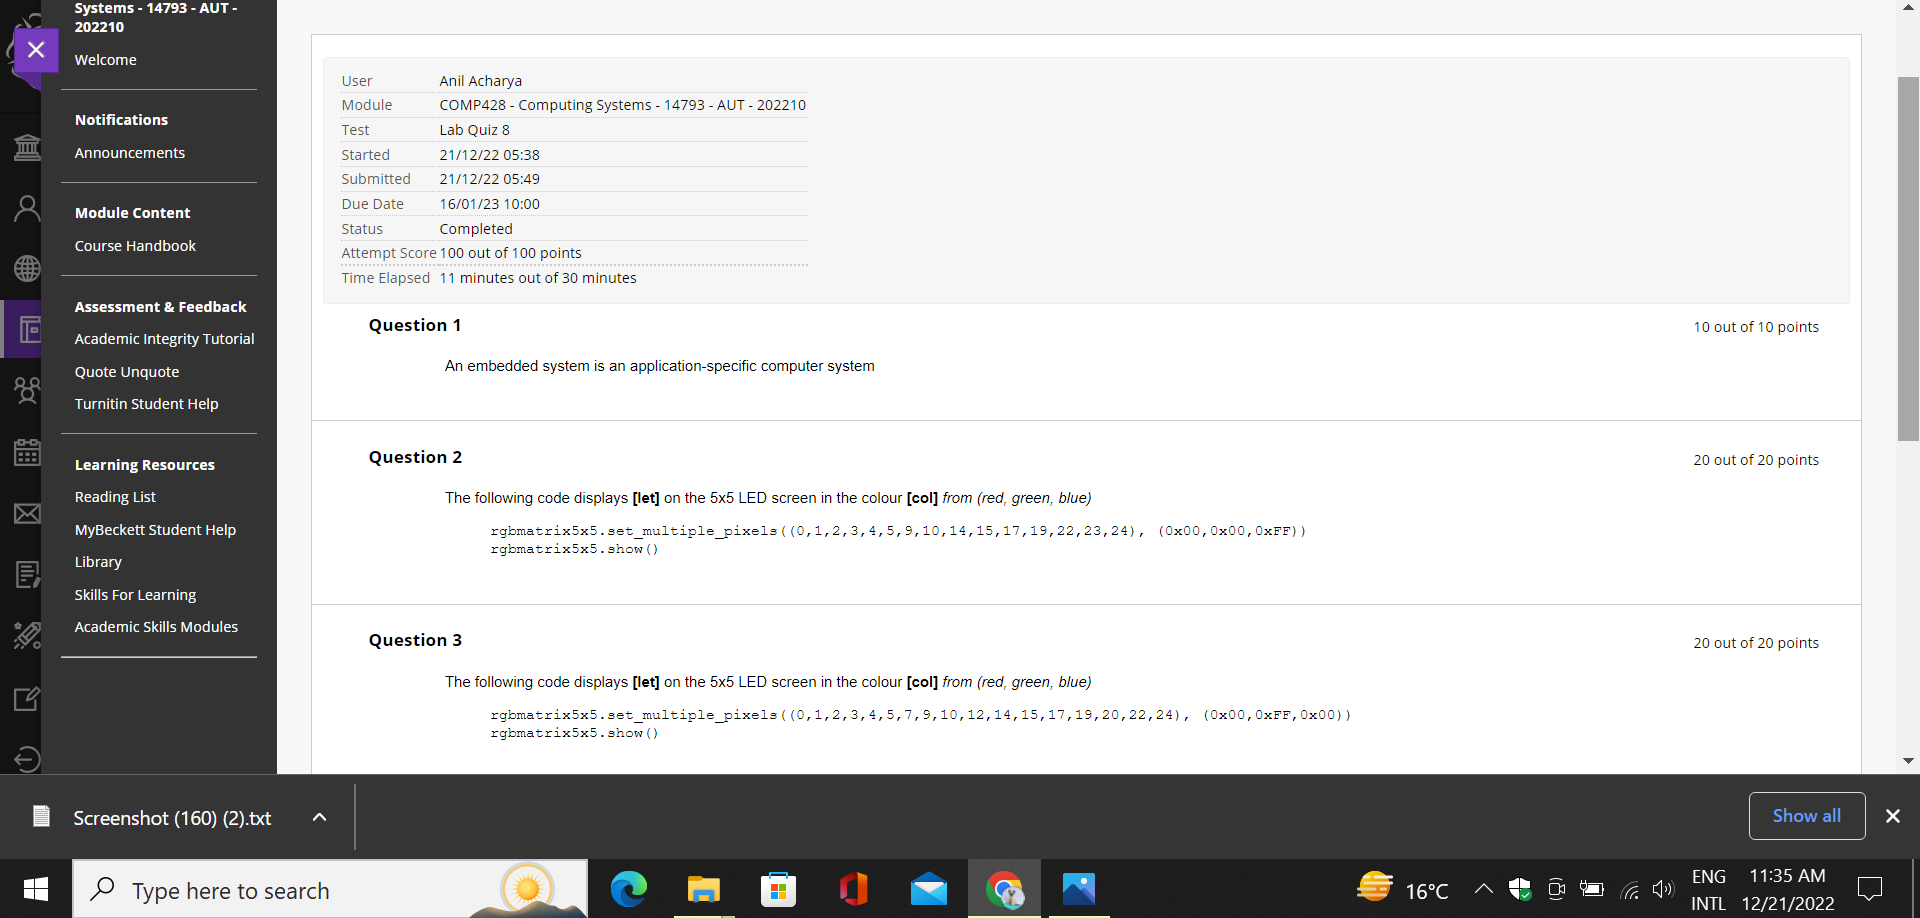 Systems - 14793 - AUT -
202210
Welcome
Notifications
Announcements
Module Content
Course Handbook
Assessment & Feedback
Academic Integrity Tutorial
Quote Unquote
Turnitin Student Help
Learning Resources
Reading List
MyBeckett Student Help
Library
Skills For Learning
Academic Skills Modules
User Anil Acharya
Module COMP428 - Computing Systems - 14793 - AUT - 202210
Test Lab Quiz 8
Started 21/12/22 05:38
Submitted 21/12/22 05:49
Due Date 16/01/23 10:00
Status Completed
Attempt Score 100 out of 100 points
Time Elapsed 11 minutes out of 30 minutes
Question 1 10 out of 10 points
An embedded system is an application-specific computer system
Question 2 20 out of 20 points
The following code displays [let] on the 5x5 LED screen in the colour [col] from (red, green, blue)
rgbmatrix5x5.set_multiple_pixels((0,1,2,3,4,5,9,10,14,15,17,19,22,23,24), (0x00,0x00,0xFF))
rgbmatrix5x5.show()
Question 3 20 out of 20 points
The following code displays [let] on the 5x5 LED screen in the colour [col] from (red, green, blue)
rgbmatrix5x5.set_multiple_pixels((0,1,2,3,4,5,7,9,10,12,14,15,17,19,20,22,24), (0x00,0xFF,0x00))
rgbmatrix5x5.show()
Screenshot (160) (2).txt
Show all
Type here to search
16°C
ENG
INTL
11:35 AM
12/21/2022